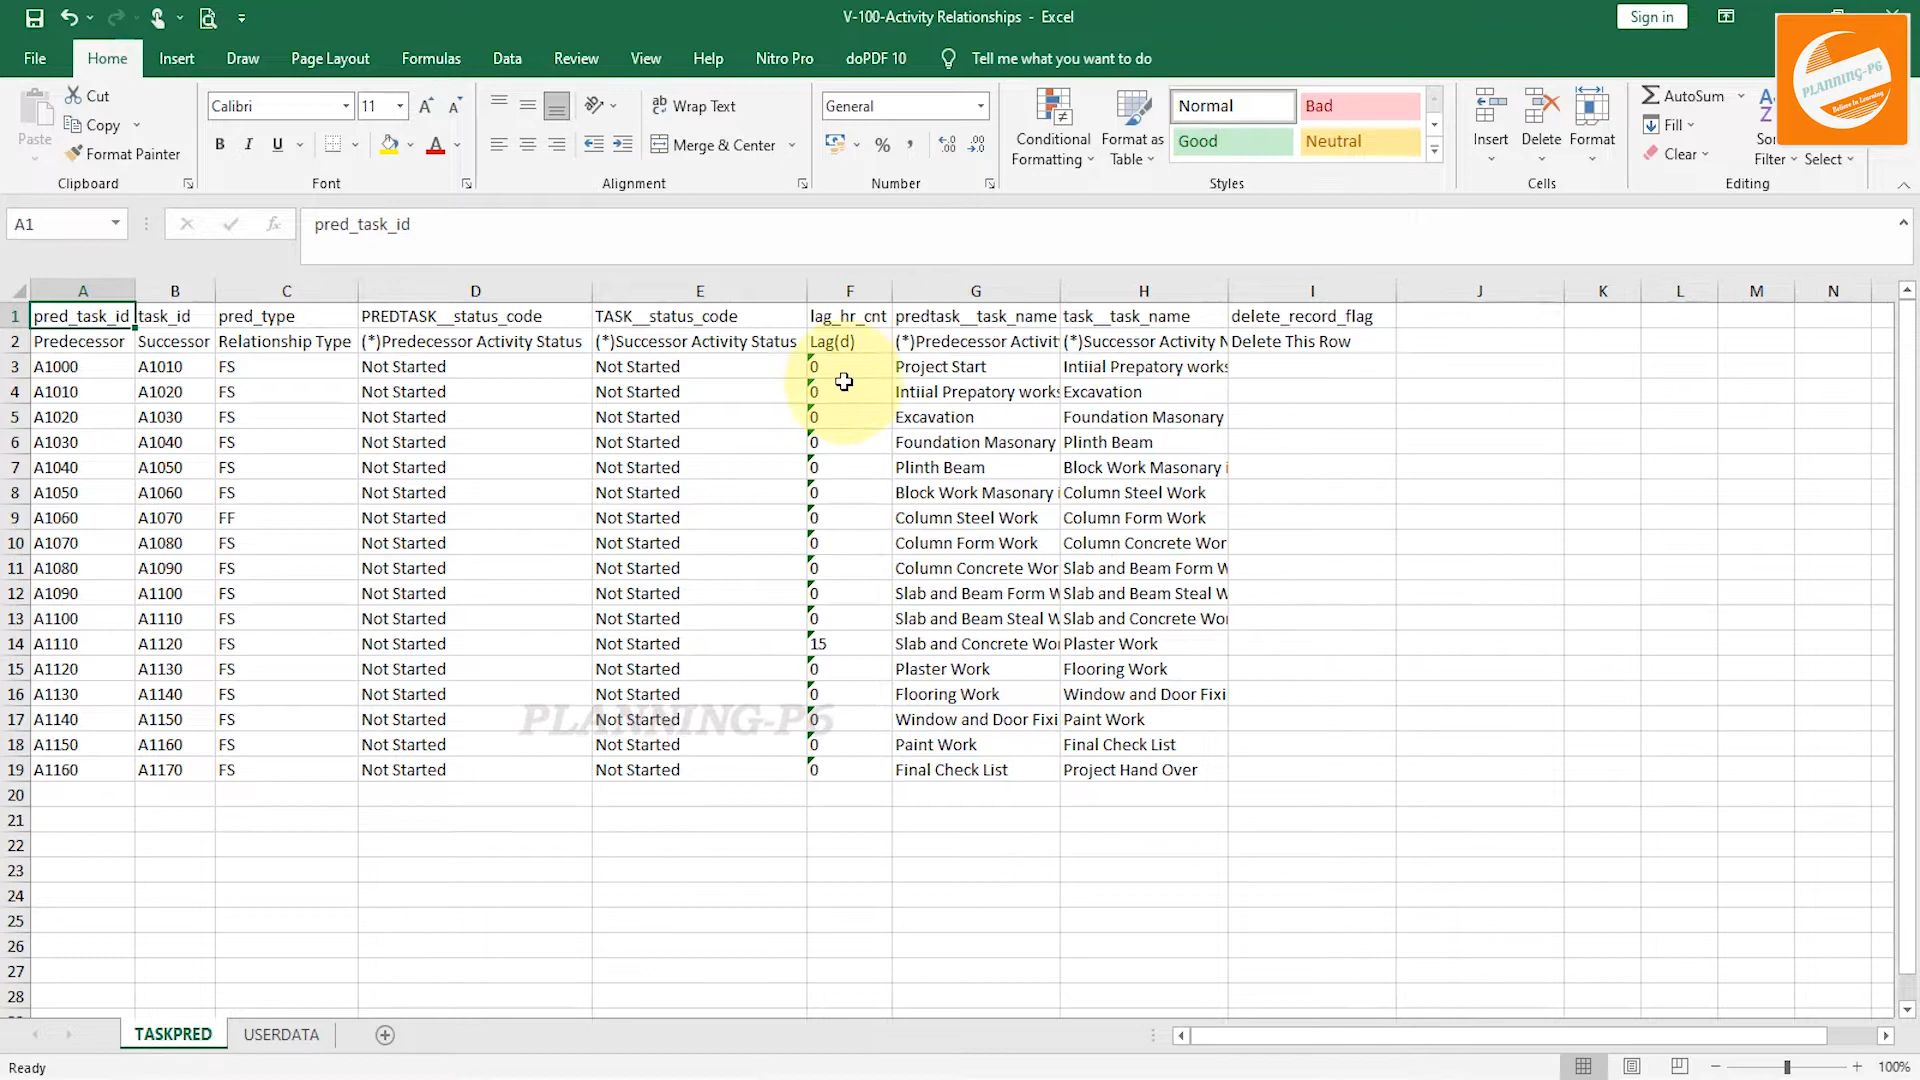 V-100-Activity Relationships - Excel
Sign in
PLANNING-P6
Believe In Learning
File Home Insert Draw Page Layout Formulas Data Review View Help Nitro Pro doPDF 10 Tell me what you want to do
Paste
Cut
Copy
Format Painter
Clipboard
Calibri 11
B I U
Font
Wrap Text
Merge & Center
Alignment
General
Number
Conditional Formatting
Format as Table
Normal Bad
Good Neutral
Styles
Insert Delete Format
Cells
AutoSum
Fill
Clear
Filter Select
Editing
A1 fx pred_task_id
A B C D E F G H I J K L M N
1 pred_task_id task_id pred_type PREDTASK__status_code TASK__status_code lag_hr_cnt predtask__task_name task__task_name delete_record_flag
2 Predecessor Successor Relationship Type (*)Predecessor Activity Status (*)Successor Activity Status Lag(d) (*)Predecessor Activit (*)Successor Activity N Delete This Row
3 A1000 A1010 FS Not Started Not Started 0 Project Start Intiial Prepatory works
4 A1010 A1020 FS Not Started Not Started 0 Intiial Prepatory works Excavation
5 A1020 A1030 FS Not Started Not Started 0 Excavation Foundation Masonary
6 A1030 A1040 FS Not Started Not Started 0 Foundation Masonary Plinth Beam
7 A1040 A1050 FS Not Started Not Started 0 Plinth Beam Block Work Masonary i
8 A1050 A1060 FS Not Started Not Started 0 Block Work Masonary i Column Steel Work
9 A1060 A1070 FF Not Started Not Started 0 Column Steel Work Column Form Work
10 A1070 A1080 FS Not Started Not Started 0 Column Form Work Column Concrete Wor
11 A1080 A1090 FS Not Started Not Started 0 Column Concrete Wor Slab and Beam Form W
12 A1090 A1100 FS Not Started Not Started 0 Slab and Beam Form W Slab and Beam Steal W
13 A1100 A1110 FS Not Started Not Started 0 Slab and Beam Steal W Slab and Concrete Wor
14 A1110 A1120 FS Not Started Not Started 15 Slab and Concrete Wor Plaster Work
15 A1120 A1130 FS Not Started Not Started 0 Plaster Work Flooring Work
16 A1130 A1140 FS Not Started Not Started 0 Flooring Work Window and Door Fixi
17 A1140 A1150 FS Not Started Not Started 0 Window and Door Fixi Paint Work
PLANNING-P6
18 A1150 A1160 FS Not Started Not Started 0 Paint Work Final Check List
19 A1160 A1170 FS Not Started Not Started 0 Final Check List Project Hand Over
20
21
22
23
24
25
26
27
28
TASKPRED USERDATA
Ready 100%